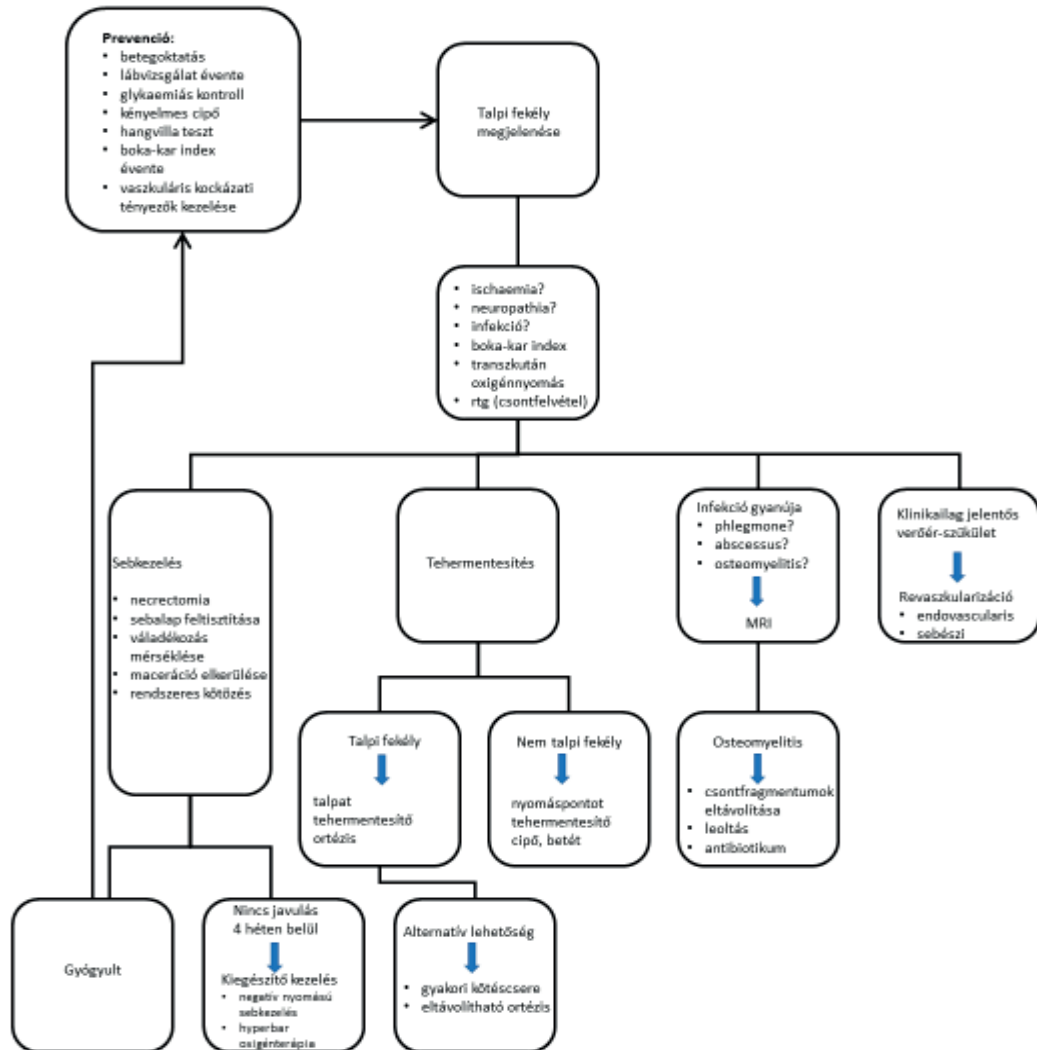 Prevenció:
• betegoktatás
• lábvizsgálat évente
• glykaemiás kontroll
• kényelmes cipő
• hangvilla teszt
• boka-kar index
évente
• vaszkuláris kockázati
tényezők kezelése
Talpi fekély
megjelenése
• ischaemia?
• neuropathia?
• infekció?
• boka-kar index
• transzkután
oxigénnyomás
• rtg (csontfelvétel)
Sebkezelés
• necrectomia
• sebalap feltisztítása
• váladékozás
mérséklése
• maceráció elkerülése
• rendszeres kötözés
Tehermentesítés
Infekció gyanúja
• phlegmone?
• abscessus?
• osteomyelitis?
MRI
Klinikailag jelentős
verőér-szűkület
Revaszkularizáció
• endovascularis
• sebészi
Talpi fekély
talpat
tehermentesítő
ortézis
Nem talpi fekély
nyomáspontot
tehermentesítő
cipő, betét
Osteomyelitis
• csontfragmentumok
eltávolítása
• leoltás
• antibiotikum
Gyógyult
Nincs javulás
4 héten belül
Kiegészítő kezelés
• negatív nyomású
sebkezelés
• hyperbar
oxigénterápia
Alternatív lehetőség
• gyakori kötéscsere
• eltávolítható ortézis